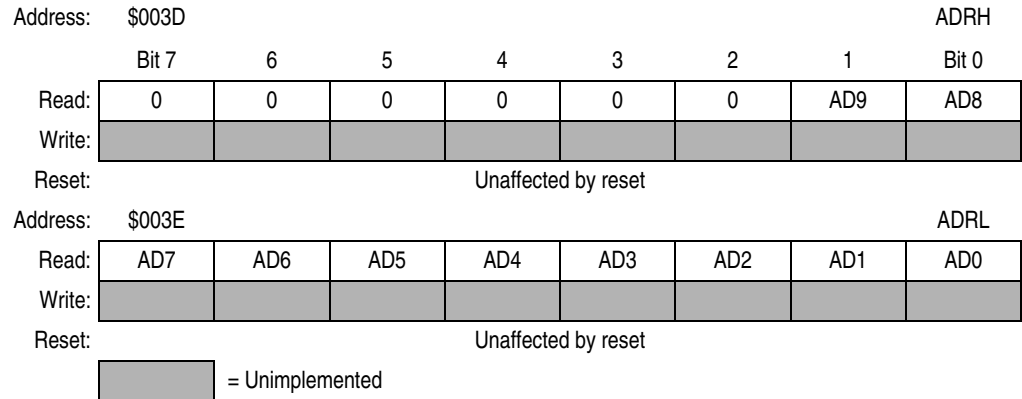 Address: $003D ADRH
Bit 7 6 5 4 3 2 1 Bit 0
Read: 0 0 0 0 0 0 AD9 AD8
Write:
Reset: Unaffected by reset
Address: $003E ADRL
Read: AD7 AD6 AD5 AD4 AD3 AD2 AD1 AD0
Write:
Reset: Unaffected by reset
= Unimplemented